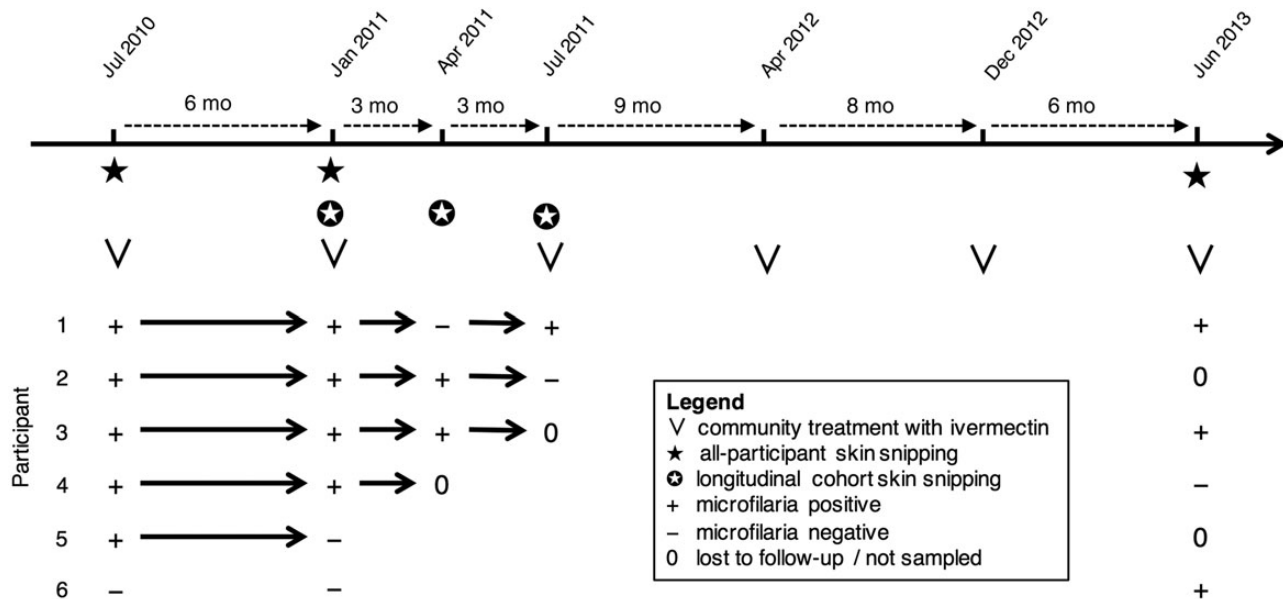 Jul 2010 Jan 2011 Apr 2011 Jul 2011 Apr 2012 Dec 2012 Jun 2013
6 mo 3 mo 3 mo 9 mo 8 mo 6 mo
V V V V V V
Participant
1 + + – + +
2 + + + – 0
3 + + + 0 +
4 + + 0 –
5 + – 0
6 – – +
Legend
V community treatment with ivermectin
★ all-participant skin snipping
✪ longitudinal cohort skin snipping
+ microfilaria positive
– microfilaria negative
0 lost to follow-up / not sampled